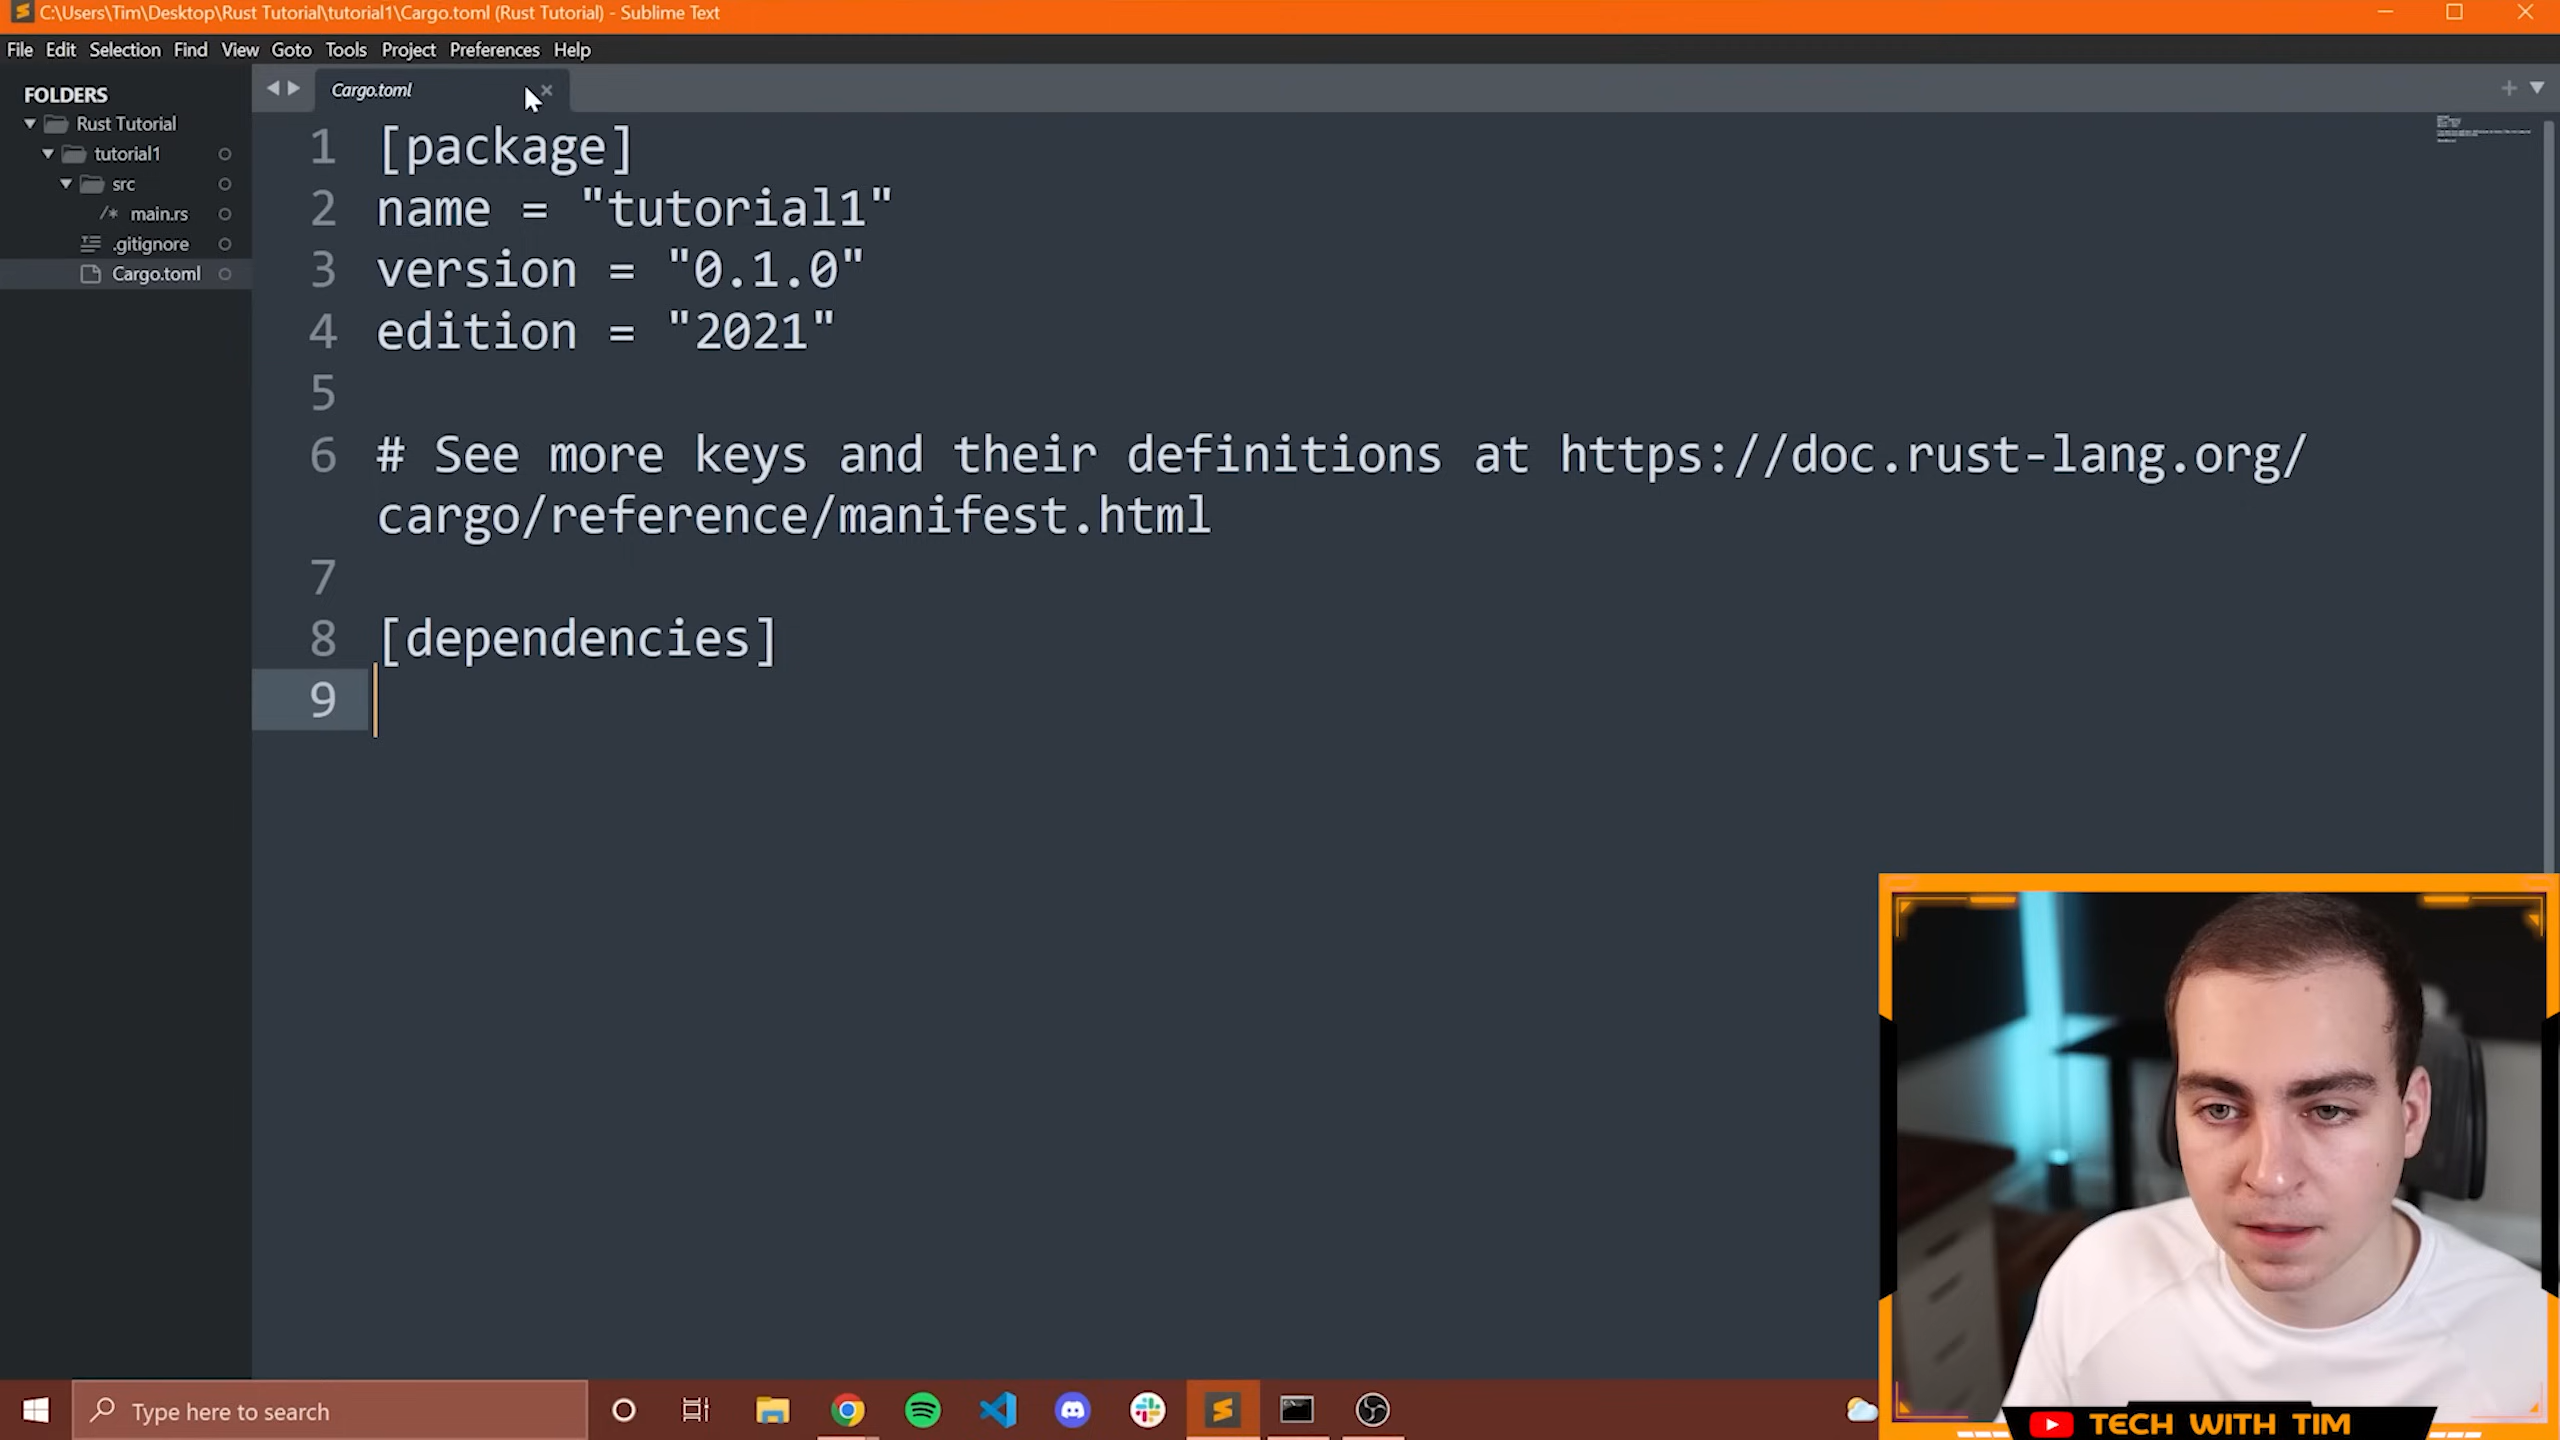 C:\Users\Tim\Desktop\Rust Tutorial\tutorial1\Cargo.toml (Rust Tutorial) - Sublime Text
File Edit Selection Find View Goto Tools Project Preferences Help
FOLDERS
Rust Tutorial
tutorial1
src
/* main.rs
.gitignore
Cargo.toml
Cargo.toml
1 [package]
2 name = "tutorial1"
3 version = "0.1.0"
4 edition = "2021"
5
6 # See more keys and their definitions at https://doc.rust-lang.org/
cargo/reference/manifest.html
7
8 [dependencies]
9
Type here to search
TECH WITH TIM